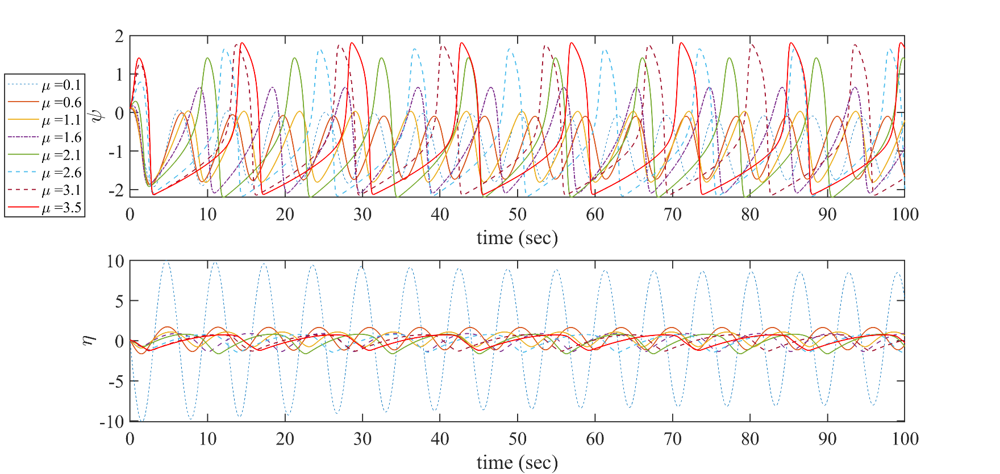 2
1
0
-1
-2
ψ
0 10 20 30 40 50 60 70 80 90 100
time (sec)
μ =0.1
μ =0.6
μ =1.1
μ =1.6
μ =2.1
μ =2.6
μ =3.1
μ =3.5
10
5
0
-5
-10
η
0 10 20 30 40 50 60 70 80 90 100
time (sec)